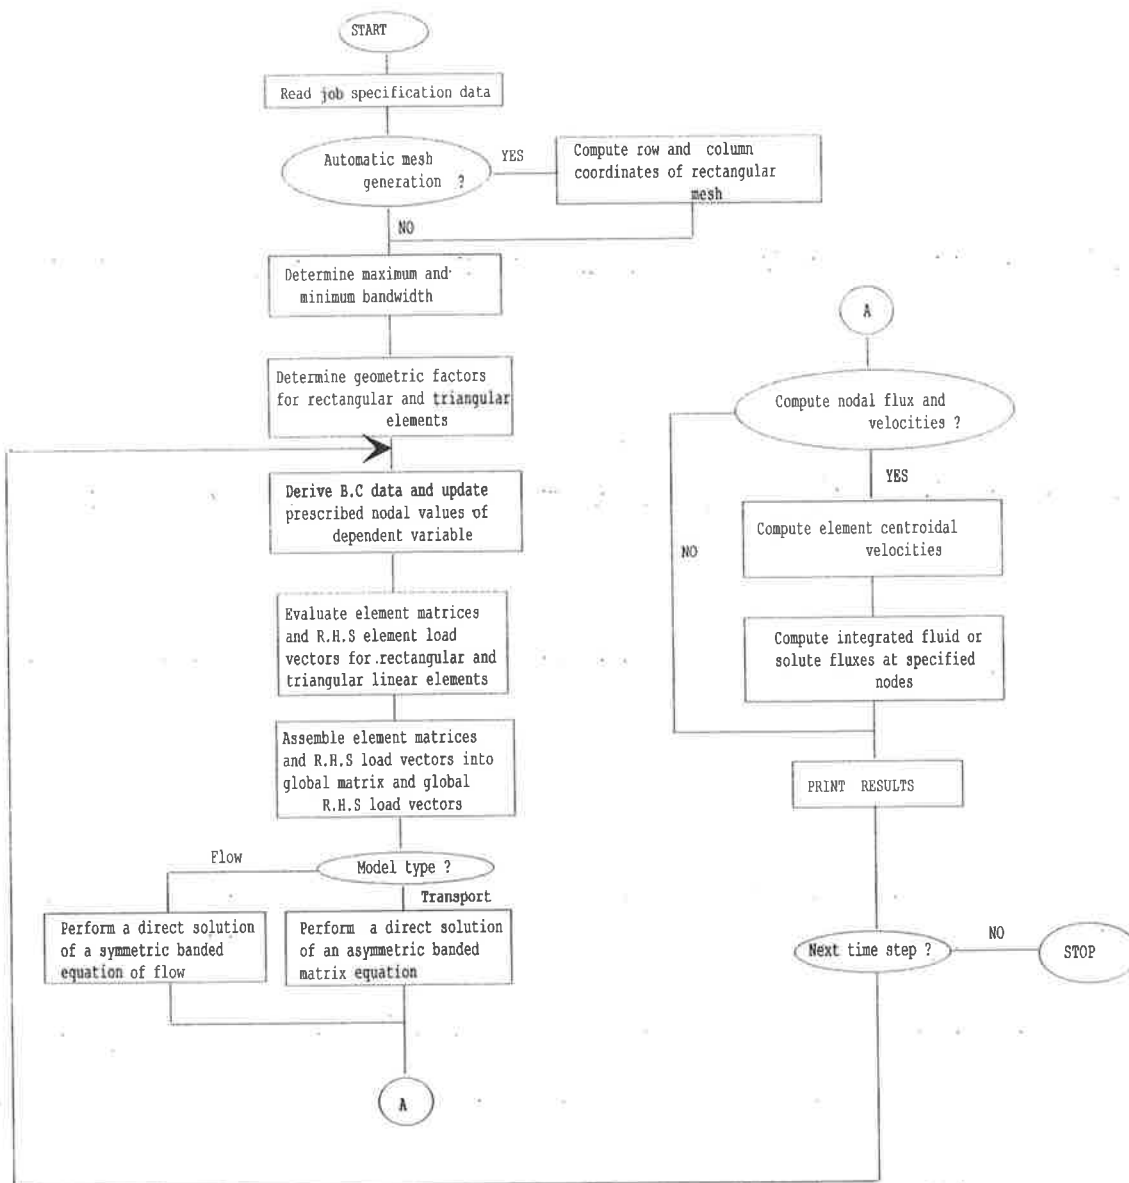 START
Read job specification data
Automatic mesh
generation ?
YES
Compute row and column
coordinates of rectangular
mesh
NO
Determine maximum and
minimum bandwidth
Determine geometric factors
for rectangular and triangular
elements
Derive B.C data and update
prescribed nodal values of
dependent variable
Evaluate element matrices
and R.H.S element load
vectors for rectangular and
triangular linear elements
Assemble element matrices
and R.H.S load vectors into
global matrix and global
R.H.S load vectors
Model type ?
Flow
Transport
Perform a direct solution
of a symmetric banded
equation of flow
Perform a direct solution
of an asymmetric banded
matrix equation
A
A
Compute nodal flux and
velocities ?
YES
NO
Compute element centroidal
velocities
Compute integrated fluid or
solute fluxes at specified
nodes
PRINT RESULTS
Next time step ?
NO
STOP